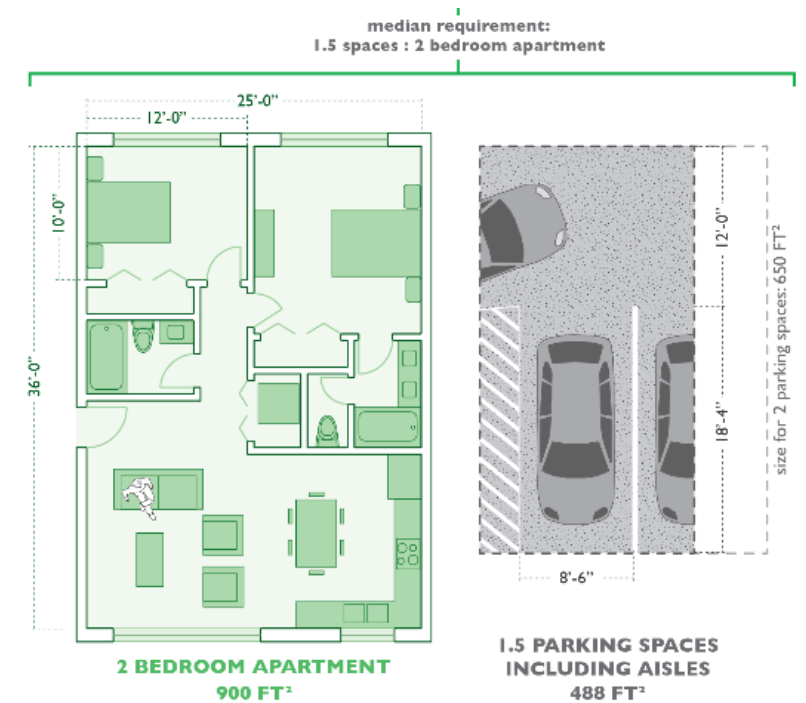 median requirement:
1.5 spaces : 2 bedroom apartment
25'-0"
12'-0"
10'-0"
36'-0"
12'-0"
18'-4"
size for 2 parking spaces: 650 FT²
8'-6"
2 BEDROOM APARTMENT
900 FT²
1.5 PARKING SPACES
INCLUDING AISLES
488 FT²